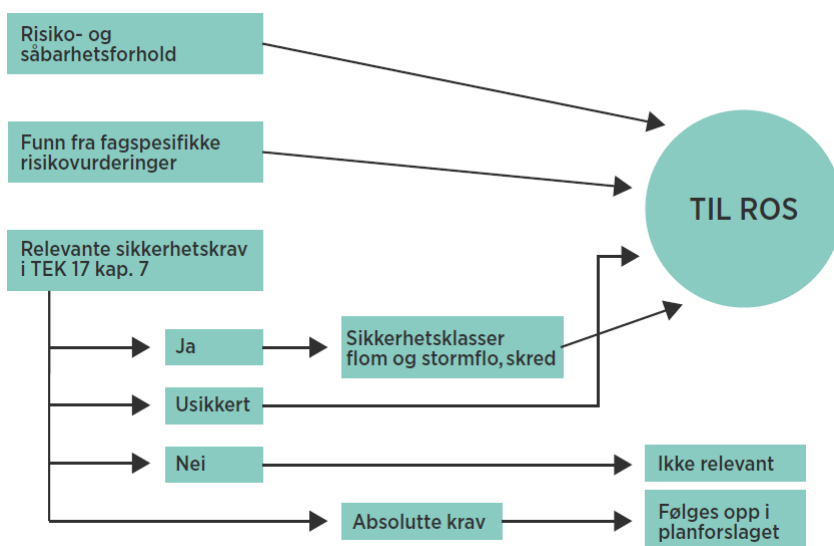 Risiko- og
såbarhetsforhold
Funn fra fagspesifikke
risikovurderinger
TIL ROS
Relevante sikkerhetskrav
i TEK 17 kap. 7
Ja
Sikkerhetsklasser
flom og stormflo, skred
Usikkert
Nei
Ikke relevant
Absolutte krav
Følges opp i
planforslaget